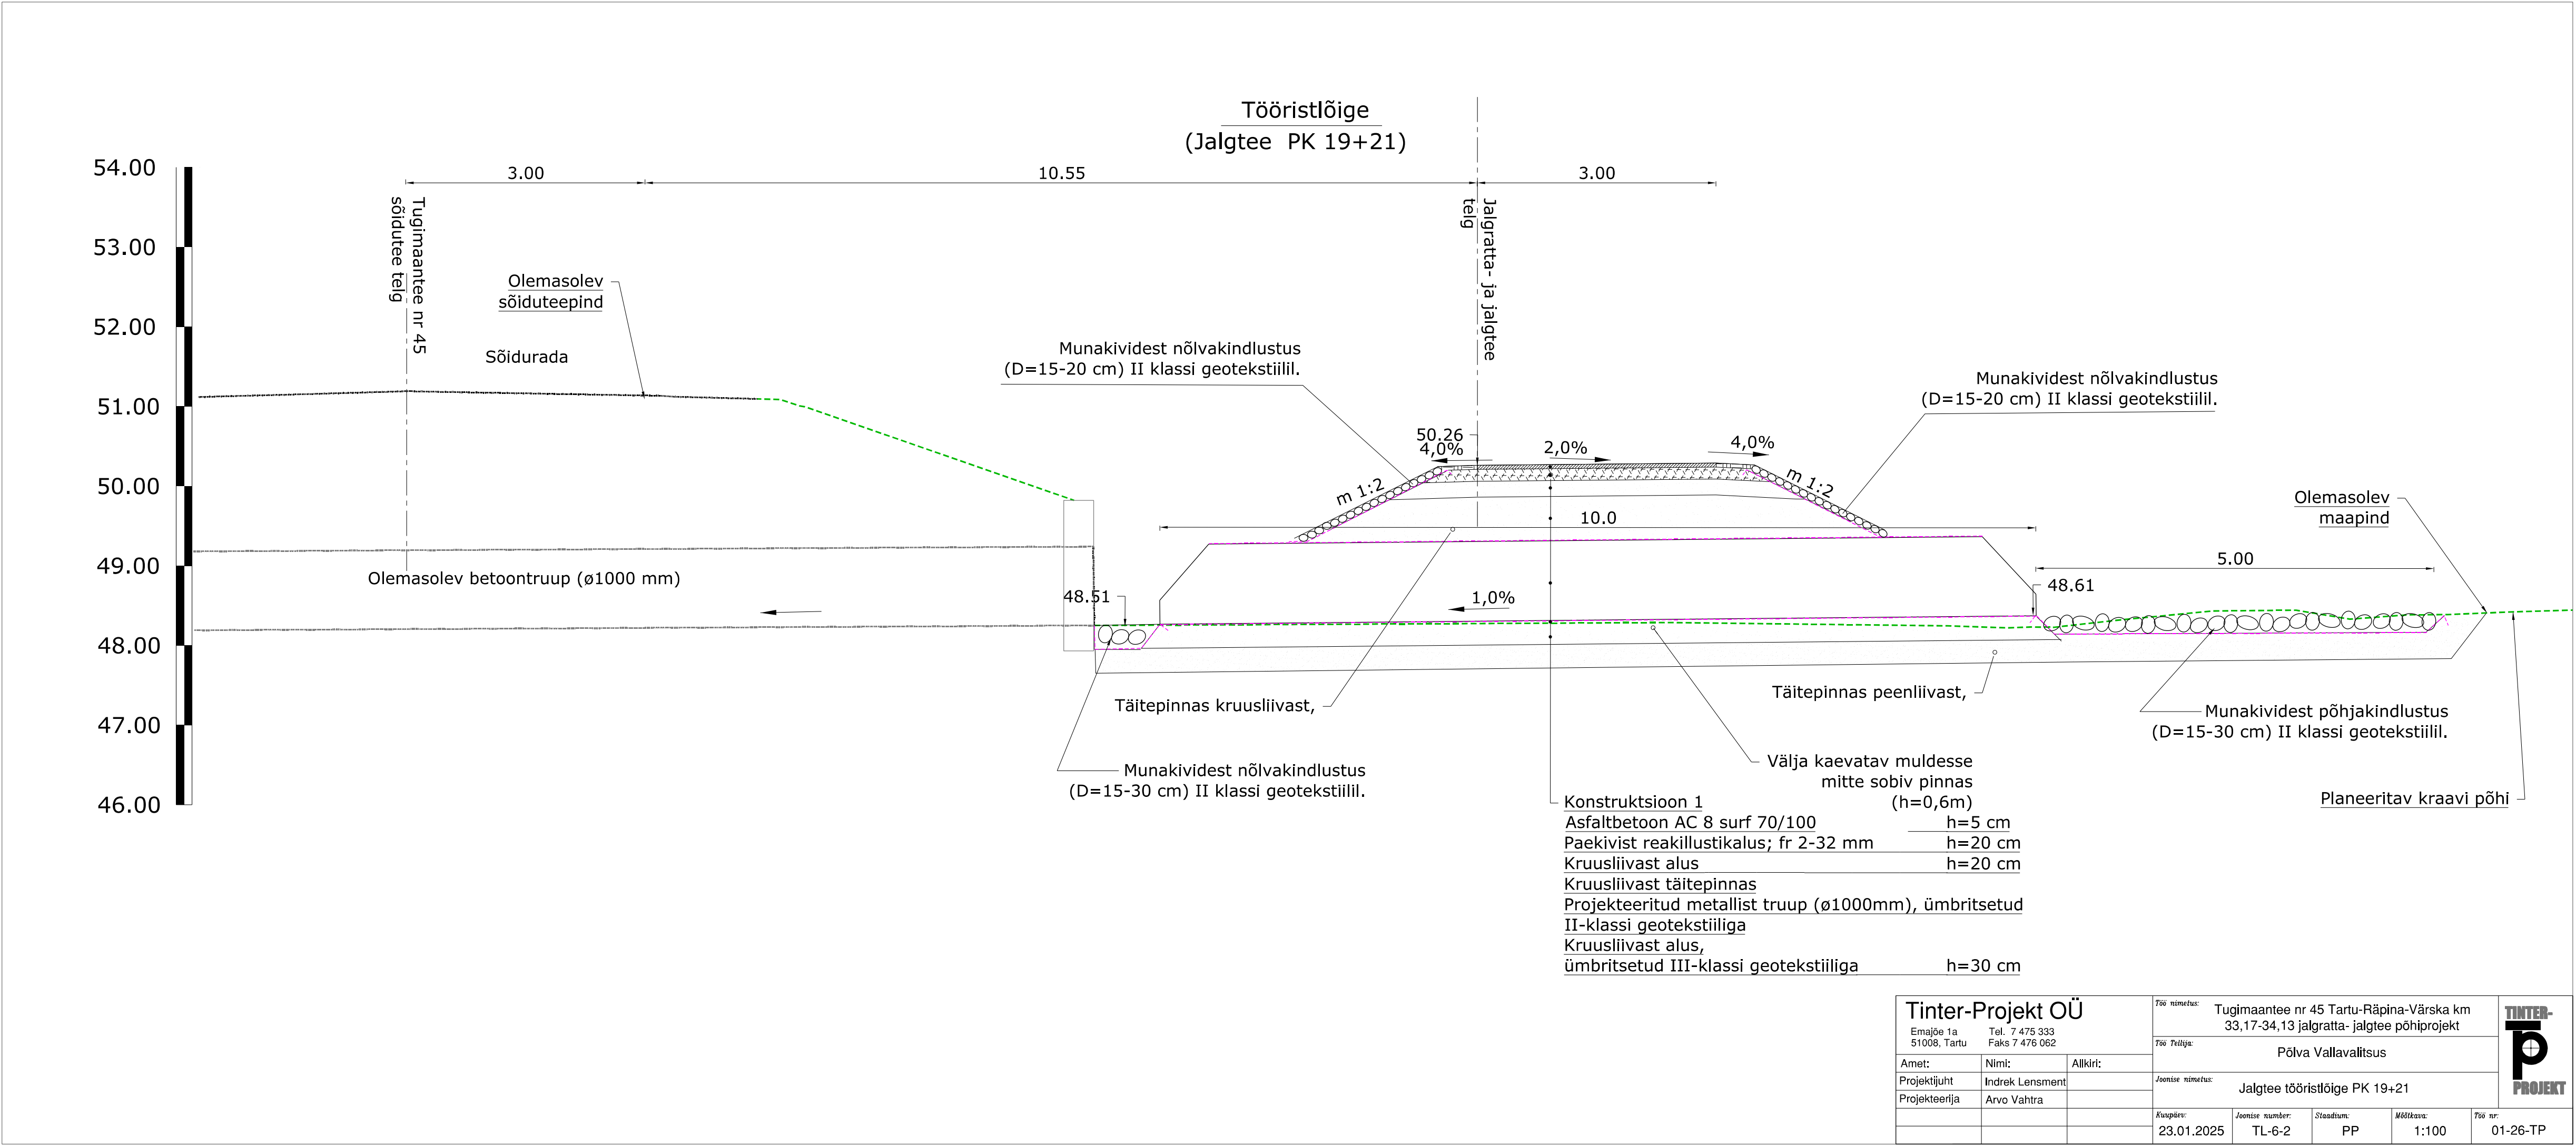 Tööristlõige
(Jalgtee PK 19+21)
54.00
53.00
52.00
51.00
50.00
49.00
48.00
47.00
46.00
3.00
10.55
3.00
Tugimaantee nr 45
sõidutee telg
Jalgratta- ja jalgtee
telg
Olemasolev
sõiduteepind
Sõidurada
Munakividest nõlvakindlustus
(D=15-20 cm) II klassi geotekstiilil.
Munakividest nõlvakindlustus
(D=15-20 cm) II klassi geotekstiilil.
50.26
4,0%
2,0%
4,0%
m 1:2
m 1:2
10.0
Olemasolev
maapind
5.00
Olemasolev betoontruup (ø1000 mm)
48.51
1,0%
48.61
Täitepinnas kruusliivast,
Täitepinnas peenliivast,
Munakividest põhjakindlustus
(D=15-30 cm) II klassi geotekstiilil.
Munakividest nõlvakindlustus
(D=15-30 cm) II klassi geotekstiilil.
Välja kaevatav muldesse
mitte sobiv pinnas
(h=0,6m)
Planeeritav kraavi põhi
Konstruktsioon 1
Asfaltbetoon AC 8 surf 70/100 h=5 cm
Paekivist reakillustikalus; fr 2-32 mm h=20 cm
Kruusliivast alus h=20 cm
Kruusliivast täitepinnas
Projekteeritud metallist truup (ø1000mm), ümbritsetud
II-klassi geotekstiiliga
Kruusliivast alus,
ümbritsetud III-klassi geotekstiiliga h=30 cm
Tinter-Projekt OÜ
Emajõe 1a Tel. 7 475 333
51008, Tartu Faks 7 476 062
Amet: Nimi: Allkiri:
Projektijuht Indrek Lensment
Projekteerija Arvo Vahtra
Töö nimetus:
Tugimaantee nr 45 Tartu-Räpina-Värska km
33,17-34,13 jalgratta- jalgtee põhiprojekt
Töö Tellija:
Põlva Vallavalitsus
Joonise nimetus:
Jalgtee tööristlõige PK 19+21
Kuupäev: Joonise number: Staadium: Mõõtkava: Töö nr:
23.01.2025 TL-6-2 PP 1:100 01-26-TP
TINTER-
PROJEKT